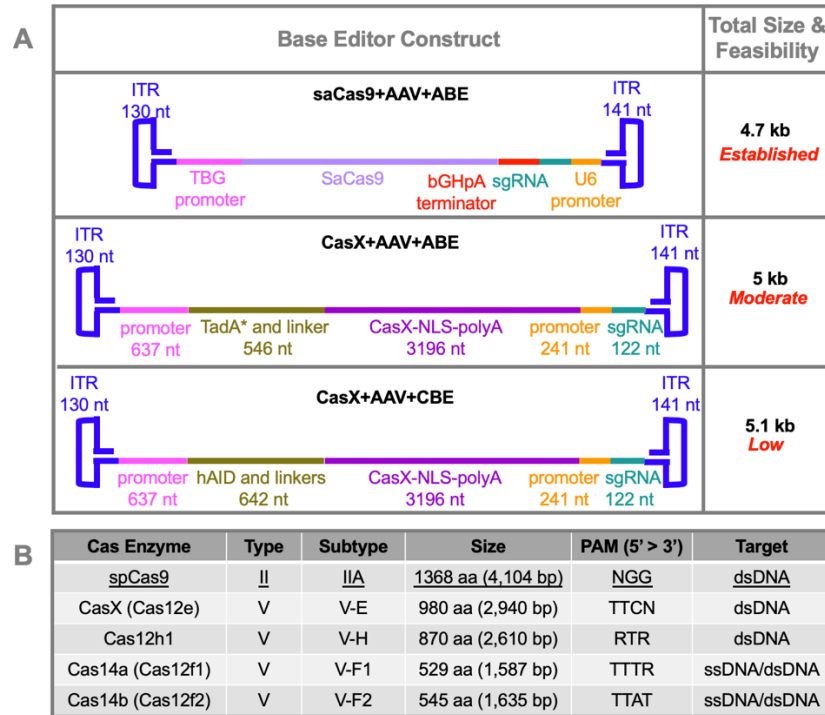 A
Base Editor Construct
Total Size &
Feasibility
saCas9+AAV+ABE
ITR
130 nt
ITR
141 nt
TBG
promoter
SaCas9
bGHpA
terminator
sgRNA
U6
promoter
4.7 kb
Established
CasX+AAV+ABE
ITR
130 nt
ITR
141 nt
promoter
637 nt
TadA* and linker
546 nt
CasX-NLS-polyA
3196 nt
promoter
241 nt
sgRNA
122 nt
5 kb
Moderate
CasX+AAV+CBE
ITR
130 nt
ITR
141 nt
promoter
637 nt
hAID and linkers
642 nt
CasX-NLS-polyA
3196 nt
promoter
241 nt
sgRNA
122 nt
5.1 kb
Low
B
Cas Enzyme Type Subtype Size PAM (5' > 3') Target
spCas9 II IIA 1368 aa (4,104 bp) NGG dsDNA
CasX (Cas12e) V V-E 980 aa (2,940 bp) TTCN dsDNA
Cas12h1 V V-H 870 aa (2,610 bp) RTR dsDNA
Cas14a (Cas12f1) V V-F1 529 aa (1,587 bp) TTTR ssDNA/dsDNA
Cas14b (Cas12f2) V V-F2 545 aa (1,635 bp) TTAT ssDNA/dsDNA